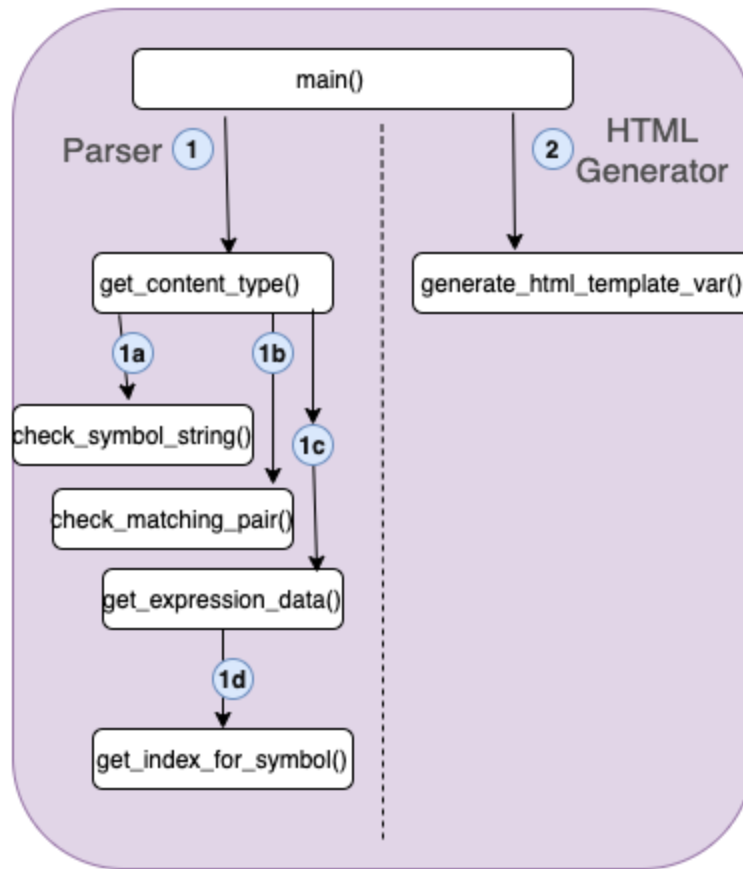 main()
Parser 1
2 HTML
Generator
get_content_type()
generate_html_template_var()
1a
1b
check_symbol_string()
1c
check_matching_pair()
get_expression_data()
1d
get_index_for_symbol()